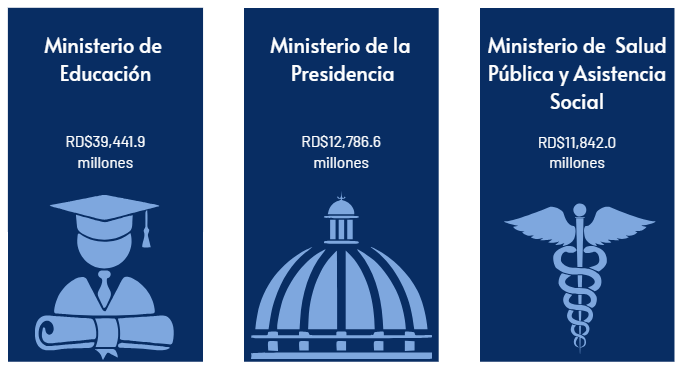 Ministerio de
Educación
RD$39,441.9
millones
Ministerio de la
Presidencia
RD$12,786.6
millones
Ministerio de Salud
Pública y Asistencia
Social
RD$11,842.0
millones